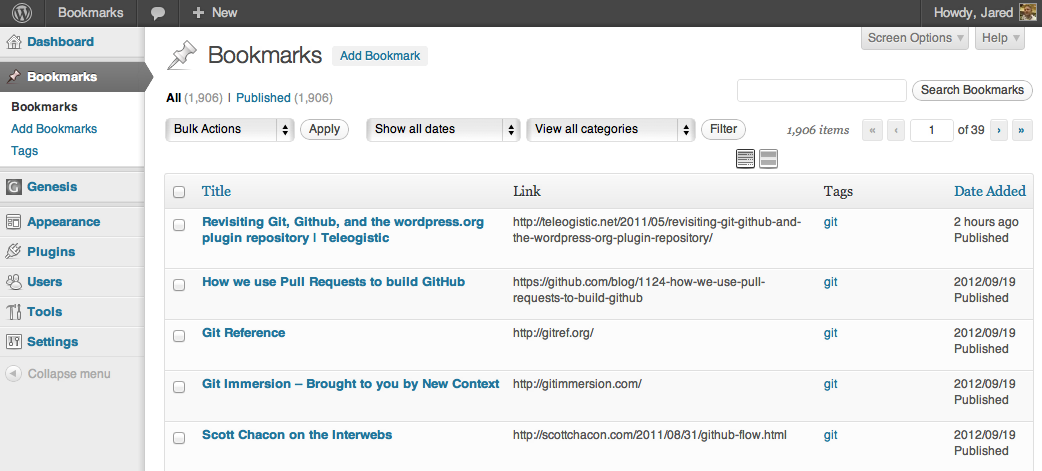 Bookmarks
+ New
Howdy, Jared
Dashboard
Bookmarks
Bookmarks
Add Bookmarks
Tags
Genesis
Appearance
Plugins
Users
Tools
Settings
Collapse menu
Screen Options
Help
Bookmarks Add Bookmark
All (1,906) | Published (1,906)
Search Bookmarks
Bulk Actions Apply Show all dates View all categories Filter 1,906 items « ‹ 1 of 39 › »
Title Link Tags Date Added
Revisiting Git, Github, and the wordpress.org
plugin repository | Teleogistic
http://teleogistic.net/2011/05/revisiting-git-github-and-
the-wordpress-org-plugin-repository/
git
2 hours ago
Published
How we use Pull Requests to build GitHub
https://github.com/blog/1124-how-we-use-pull-
requests-to-build-github
git
2012/09/19
Published
Git Reference
http://gitref.org/
git
2012/09/19
Published
Git Immersion – Brought to you by New Context
http://gitimmersion.com/
git
2012/09/19
Published
Scott Chacon on the Interwebs
http://scottchacon.com/2011/08/31/github-flow.html
git
2012/09/19
Published